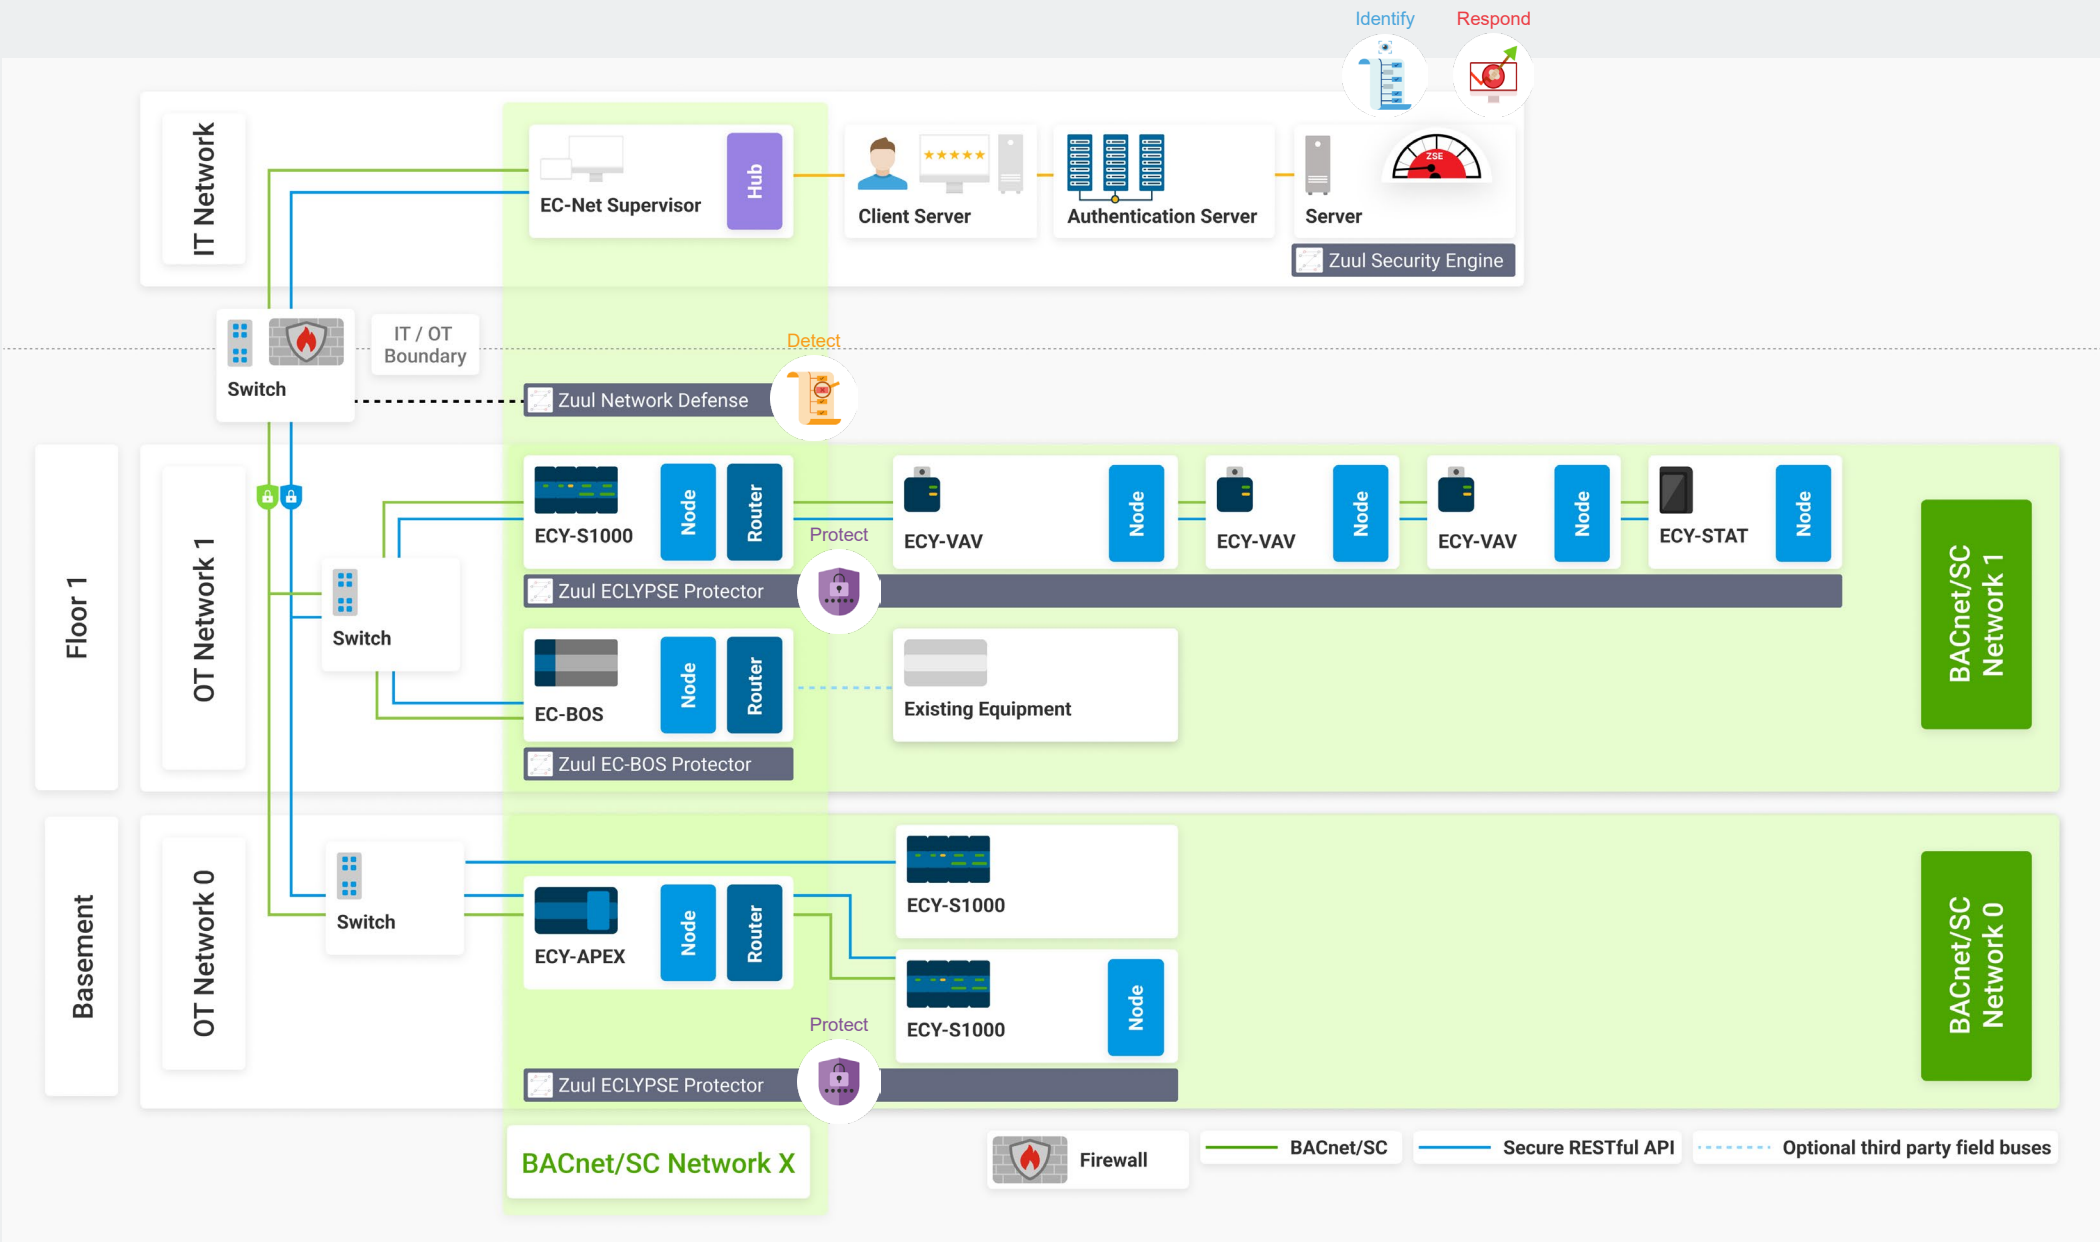 Identify
Respond
IT Network
EC-Net Supervisor
Hub
Client Server
Authentication Server
ZSE
Server
Zuul Security Engine
IT / OT
Boundary
Switch
Detect
Zuul Network Defense
Floor 1
OT Network 1
Switch
ECY-S1000
Node
Router
Protect
ECY-VAV
Node
ECY-VAV
Node
ECY-VAV
Node
ECY-STAT
Node
Zuul ECLYPSE Protector
EC-BOS
Node
Router
Existing Equipment
Zuul EC-BOS Protector
BACnet/SC
Network 1
Basement
OT Network 0
Switch
ECY-APEX
Node
Router
ECY-S1000
ECY-S1000
Node
Protect
Zuul ECLYPSE Protector
BACnet/SC
Network 0
BACnet/SC Network X
Firewall
BACnet/SC
Secure RESTful API
Optional third party field buses